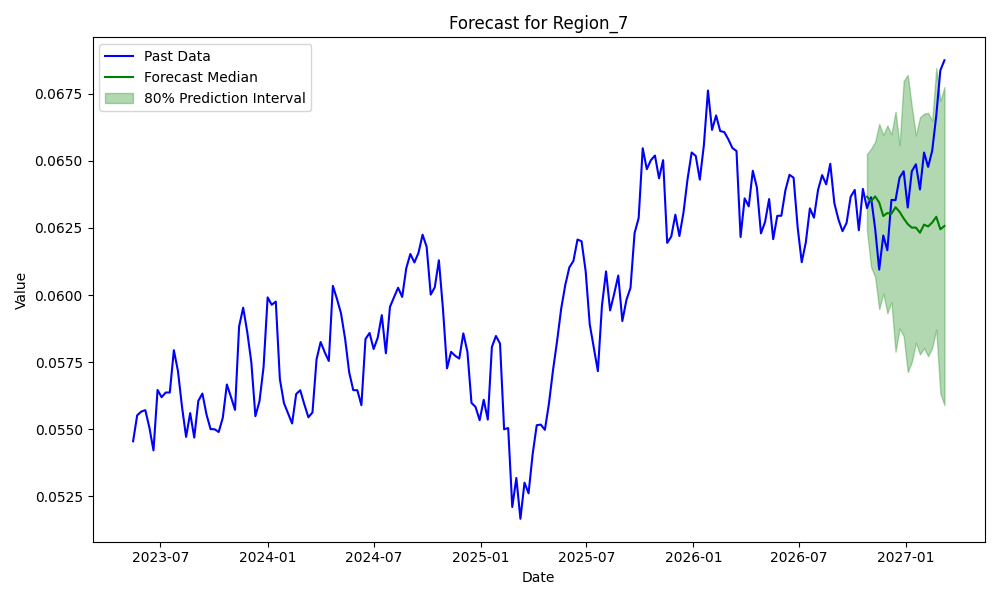 Forecast for Region_7
Past Data
Forecast Median
80% Prediction Interval
Value
0.0675
0.0650
0.0625
0.0600
0.0575
0.0550
0.0525
2023-07 2024-01 2024-07 2025-01 2025-07 2026-01 2026-07 2027-01
Date